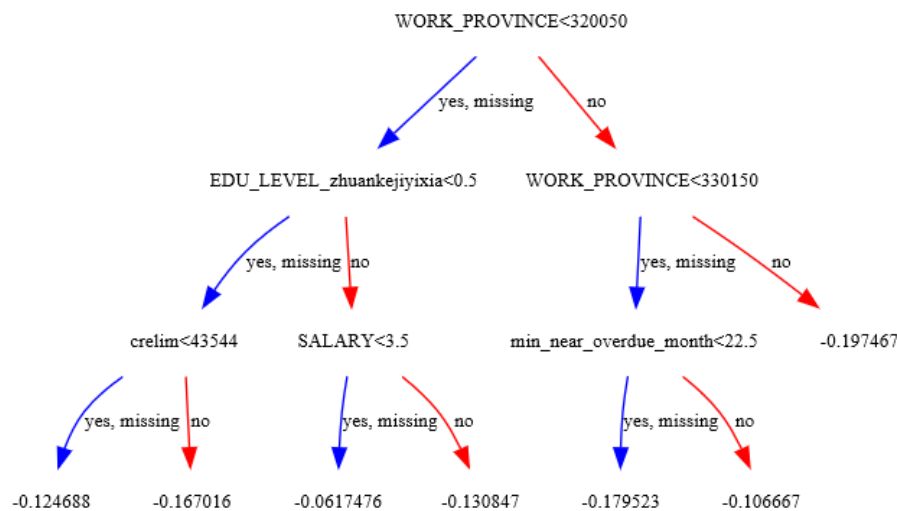 WORK_PROVINCE<320050
yes, missing
no
EDU_LEVEL_zhuankejiyixia<0.5
WORK_PROVINCE<330150
yes, missing
no
yes, missing
no
crelim<43544
SALARY<3.5
min_near_overdue_month<22.5
-0.197467
yes, missing
no
yes, missing
no
yes, missing
no
-0.124688
-0.167016
-0.0617476
-0.130847
-0.179523
-0.106667